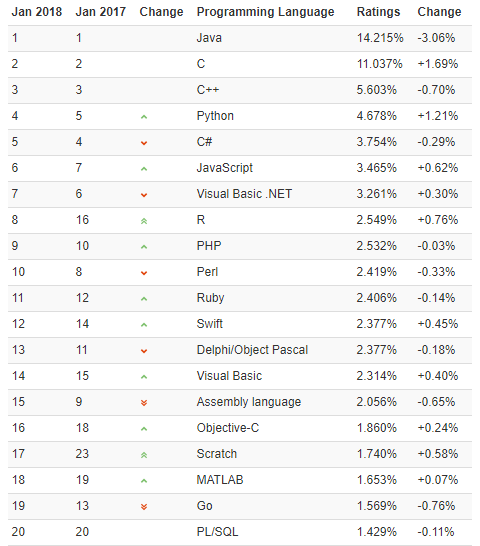 Jan 2018 Jan 2017 Change Programming Language Ratings Change
1 1 Java 14.215% -3.06%
2 2 C 11.037% +1.69%
3 3 C++ 5.603% -0.70%
4 5 Python 4.678% +1.21%
5 4 C# 3.754% -0.29%
6 7 JavaScript 3.465% +0.62%
7 6 Visual Basic .NET 3.261% +0.30%
8 16 R 2.549% +0.76%
9 10 PHP 2.532% -0.03%
10 8 Perl 2.419% -0.33%
11 12 Ruby 2.406% -0.14%
12 14 Swift 2.377% +0.45%
13 11 Delphi/Object Pascal 2.377% -0.18%
14 15 Visual Basic 2.314% +0.40%
15 9 Assembly language 2.056% -0.65%
16 18 Objective-C 1.860% +0.24%
17 23 Scratch 1.740% +0.58%
18 19 MATLAB 1.653% +0.07%
19 13 Go 1.569% -0.76%
20 20 PL/SQL 1.429% -0.11%